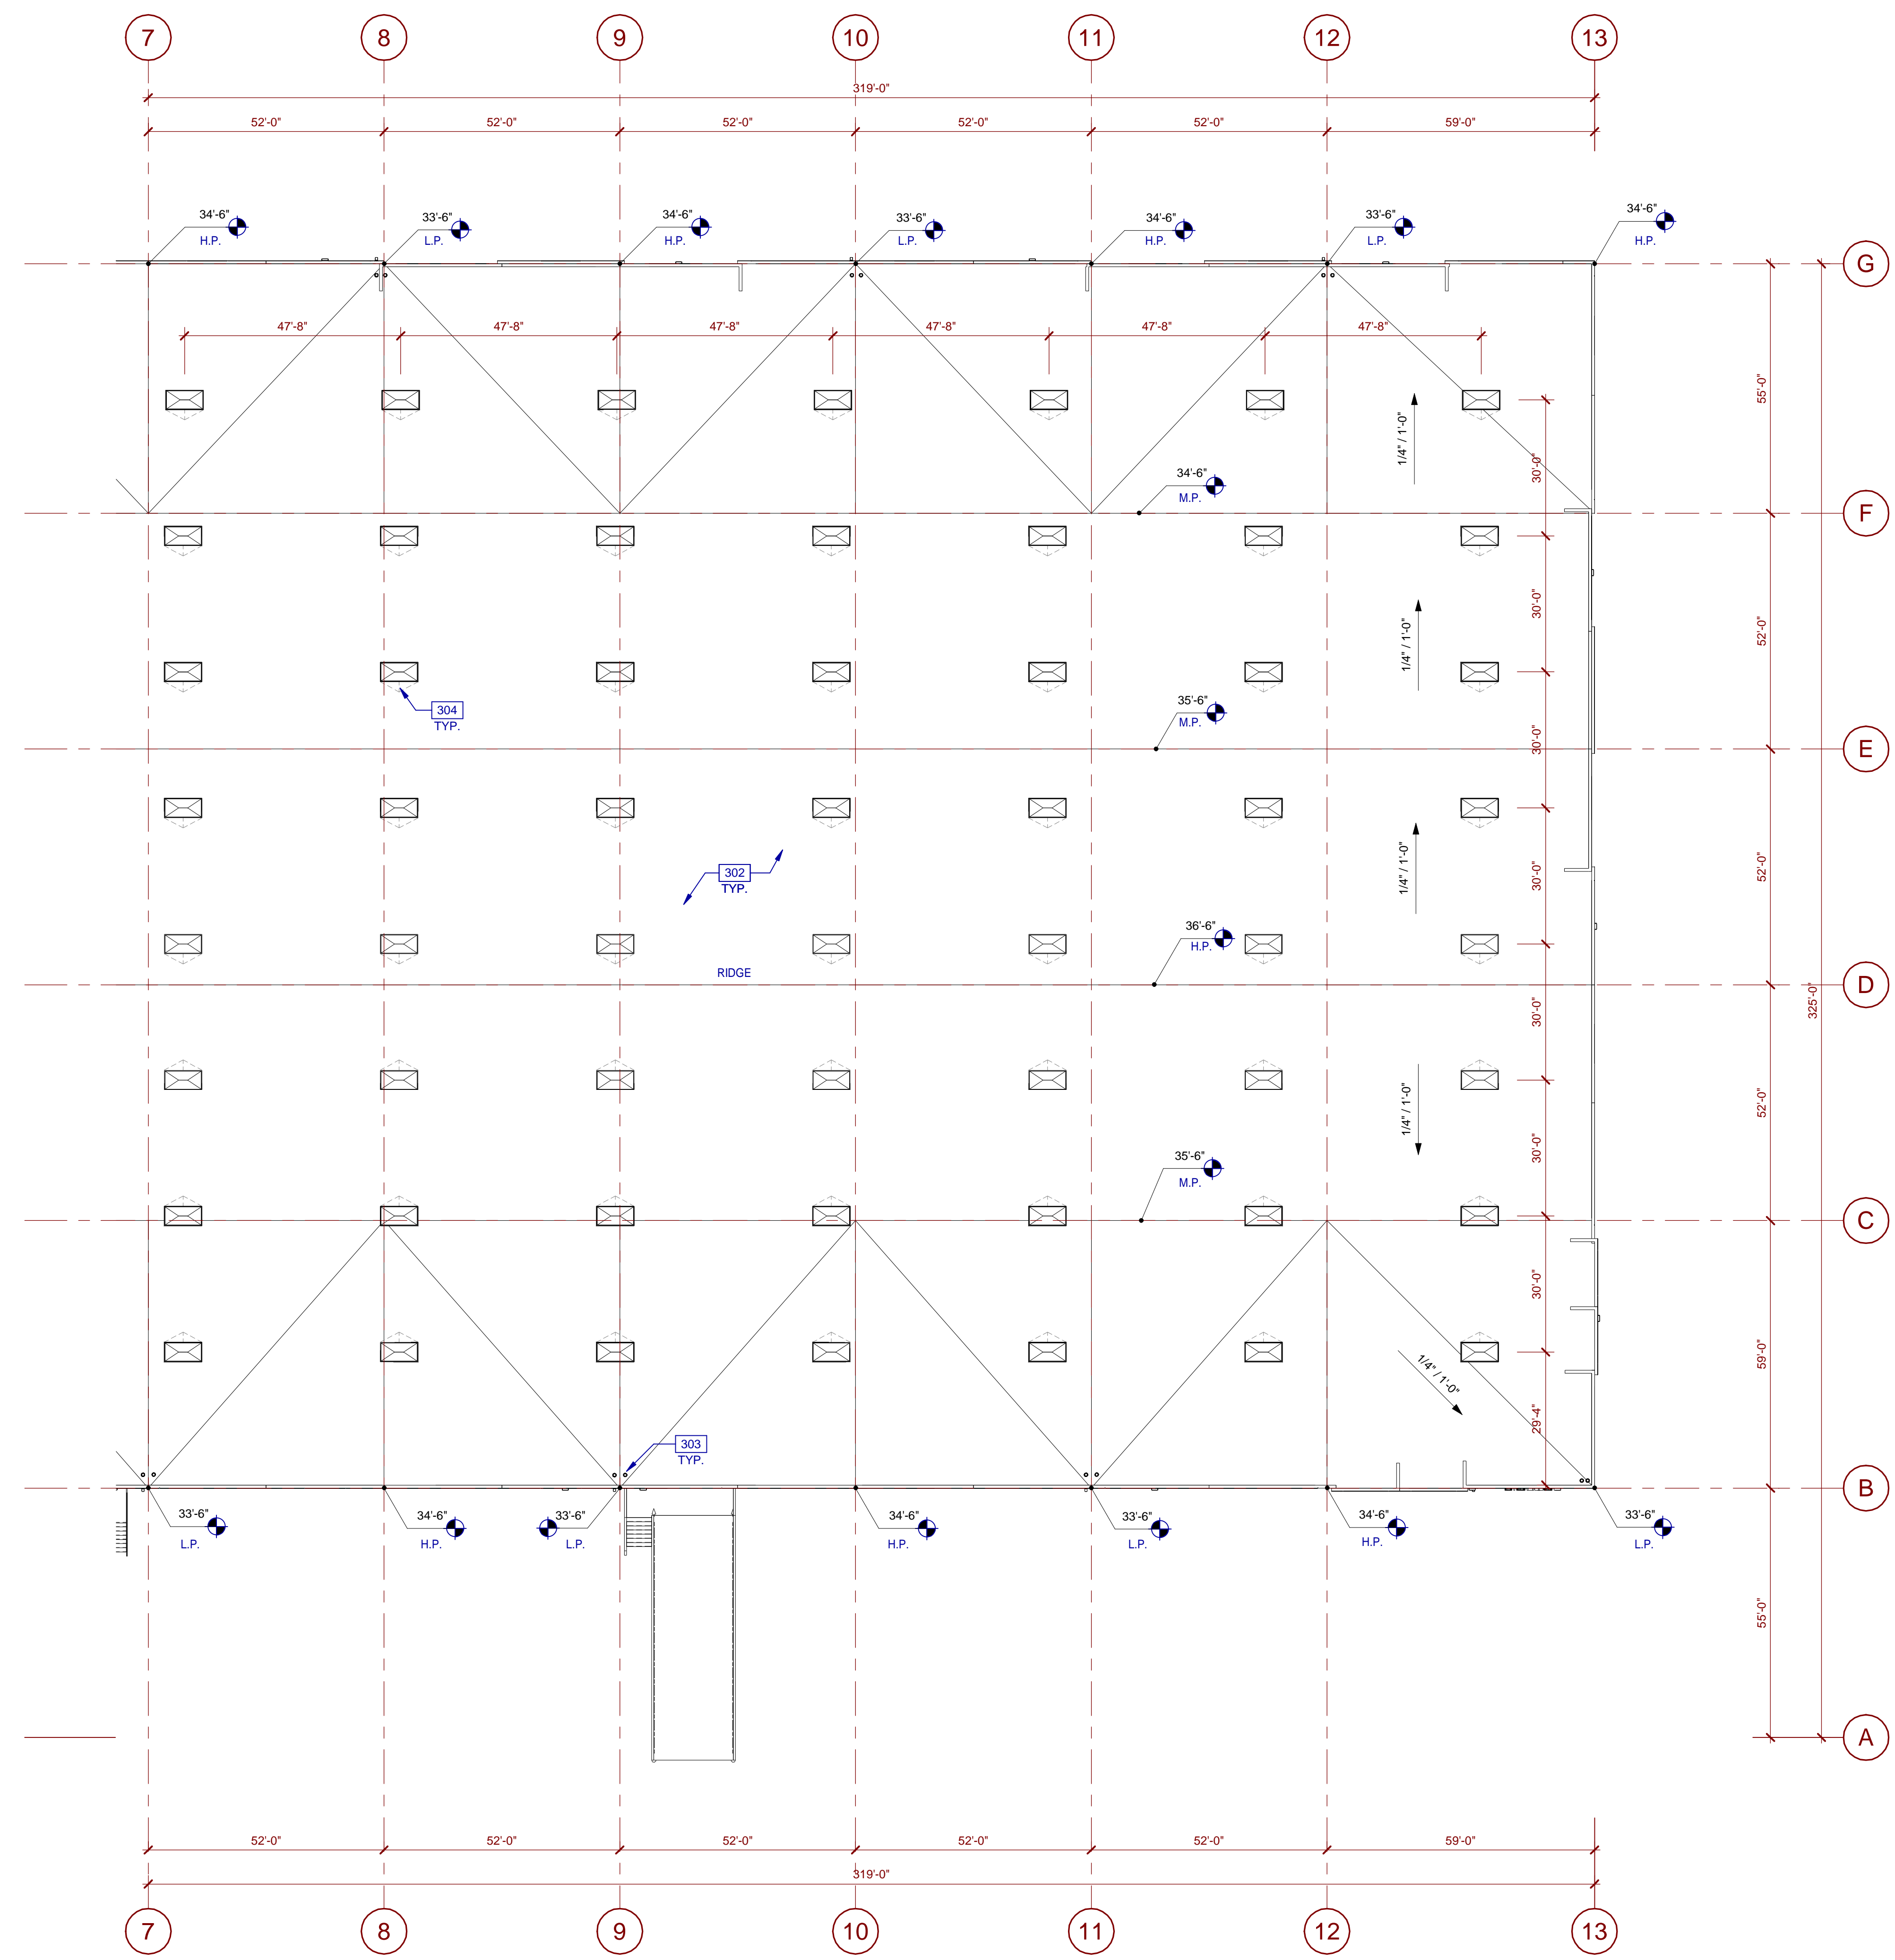 7 8 9 10 11 12 13
319'-0"
52'-0" 52'-0" 52'-0" 52'-0" 52'-0" 59'-0"
34'-6" 33'-6" 34'-6" 33'-6" 34'-6" 33'-6" 34'-6"
H.P. L.P. H.P. L.P. H.P. L.P. H.P.
G
47'-8" 47'-8" 47'-8" 47'-8" 47'-8" 47'-8"
55'-0"
1/4" / 1'-0"
30'-0"
34'-6"
M.P.
F
30'-0"
52'-0"
1/4" / 1'-0"
304
TYP.
35'-6"
M.P.
30'-0"
E
302
TYP.
1/4" / 1'-0"
30'-0"
52'-0"
36'-6"
H.P.
RIDGE
D
325'-0"
30'-0"
1/4" / 1'-0"
52'-0"
30'-0"
35'-6"
M.P.
C
30'-0"
59'-0"
1/4" / 1'-0"
29'-4"
303
TYP.
B
33'-6" 34'-6" 33'-6" 34'-6" 33'-6" 34'-6" 33'-6"
L.P. H.P. L.P. H.P. L.P. H.P. L.P.
55'-0"
A
52'-0" 52'-0" 52'-0" 52'-0" 52'-0" 59'-0"
319'-0"
7 8 9 10 11 12 13